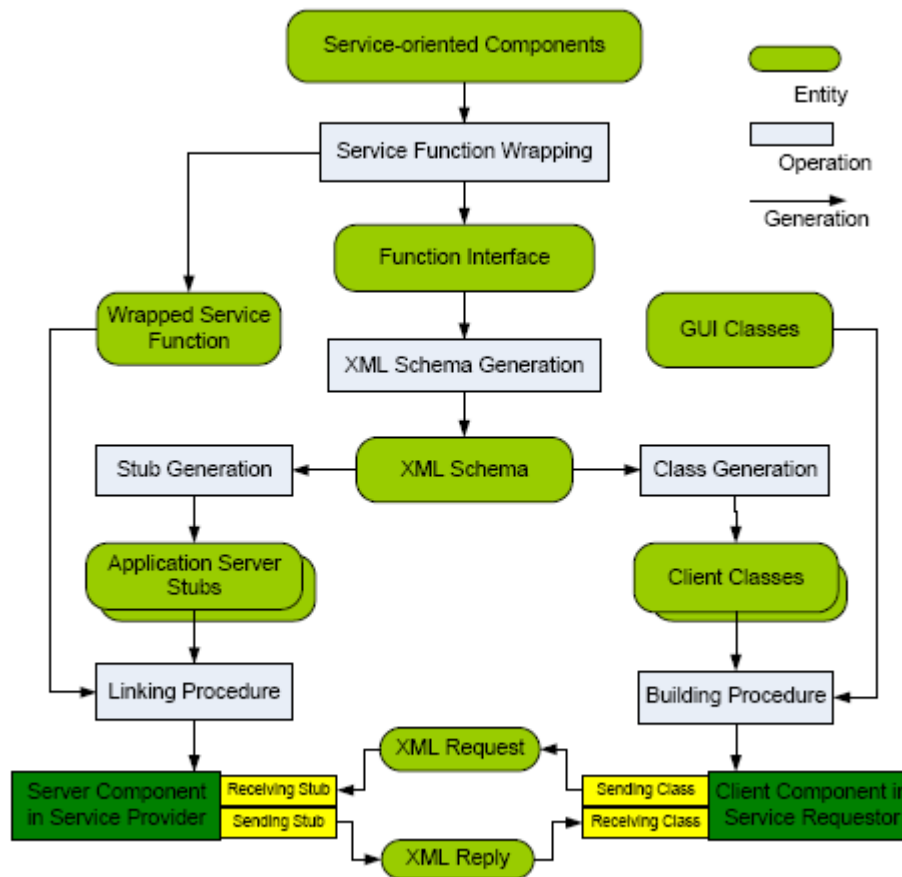 Service-oriented Components
Entity
Service Function Wrapping
Operation
Generation
Function Interface
Wrapped Service
Function
GUI Classes
XML Schema Generation
Stub Generation
XML Schema
Class Generation
Application Server
Stubs
Client Classes
Linking Procedure
Building Procedure
XML Request
Server Component
in Service Provider
Receiving Stub
Sending Stub
Sending Class
Receiving Class
Client Component in
Service Requestor
XML Reply